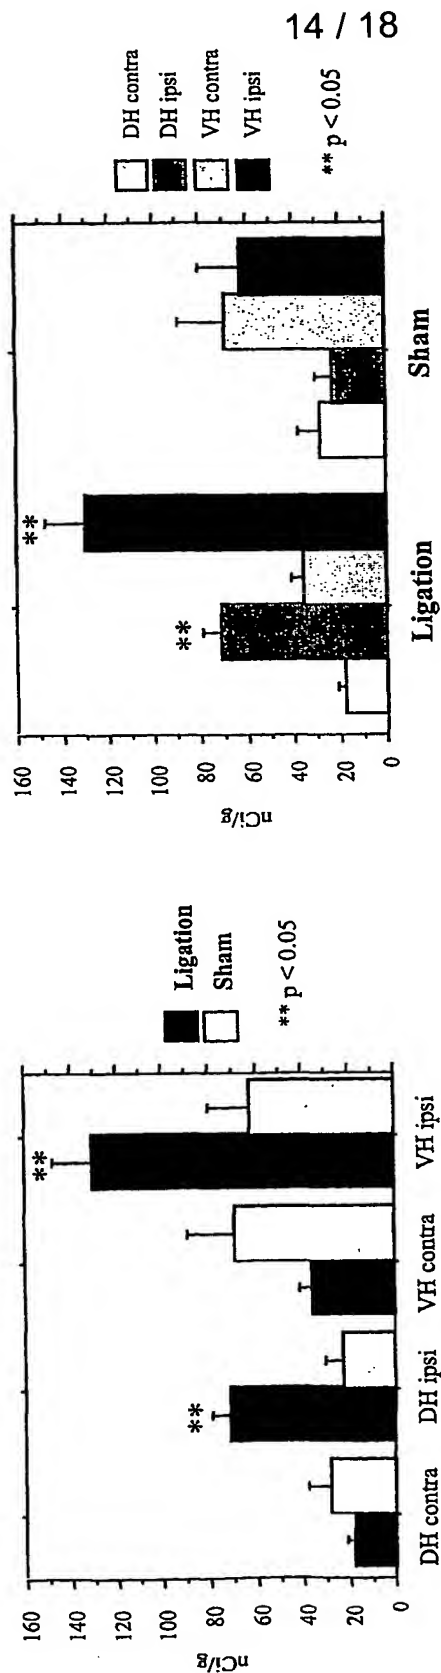 14 / 18
nCi/g
160
140
120
100
80
60
40
20
0
**
**
DH contra
DH ipsi
VH contra
VH ipsi
Ligation
Sham
** p < 0.05
nCi/g
160
140
120
100
80
60
40
20
0
**
**
Ligation
Sham
DH contra
DH ipsi
VH contra
VH ipsi
** p < 0.05